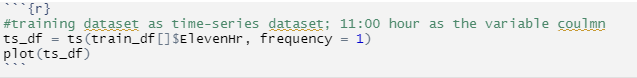 ```{r}
#training dataset as time-series dataset; 11:00 hour as the variable coulmn
ts_df = ts(train_df[]$ElevenHr, frequency = 1)
plot(ts_df)
```